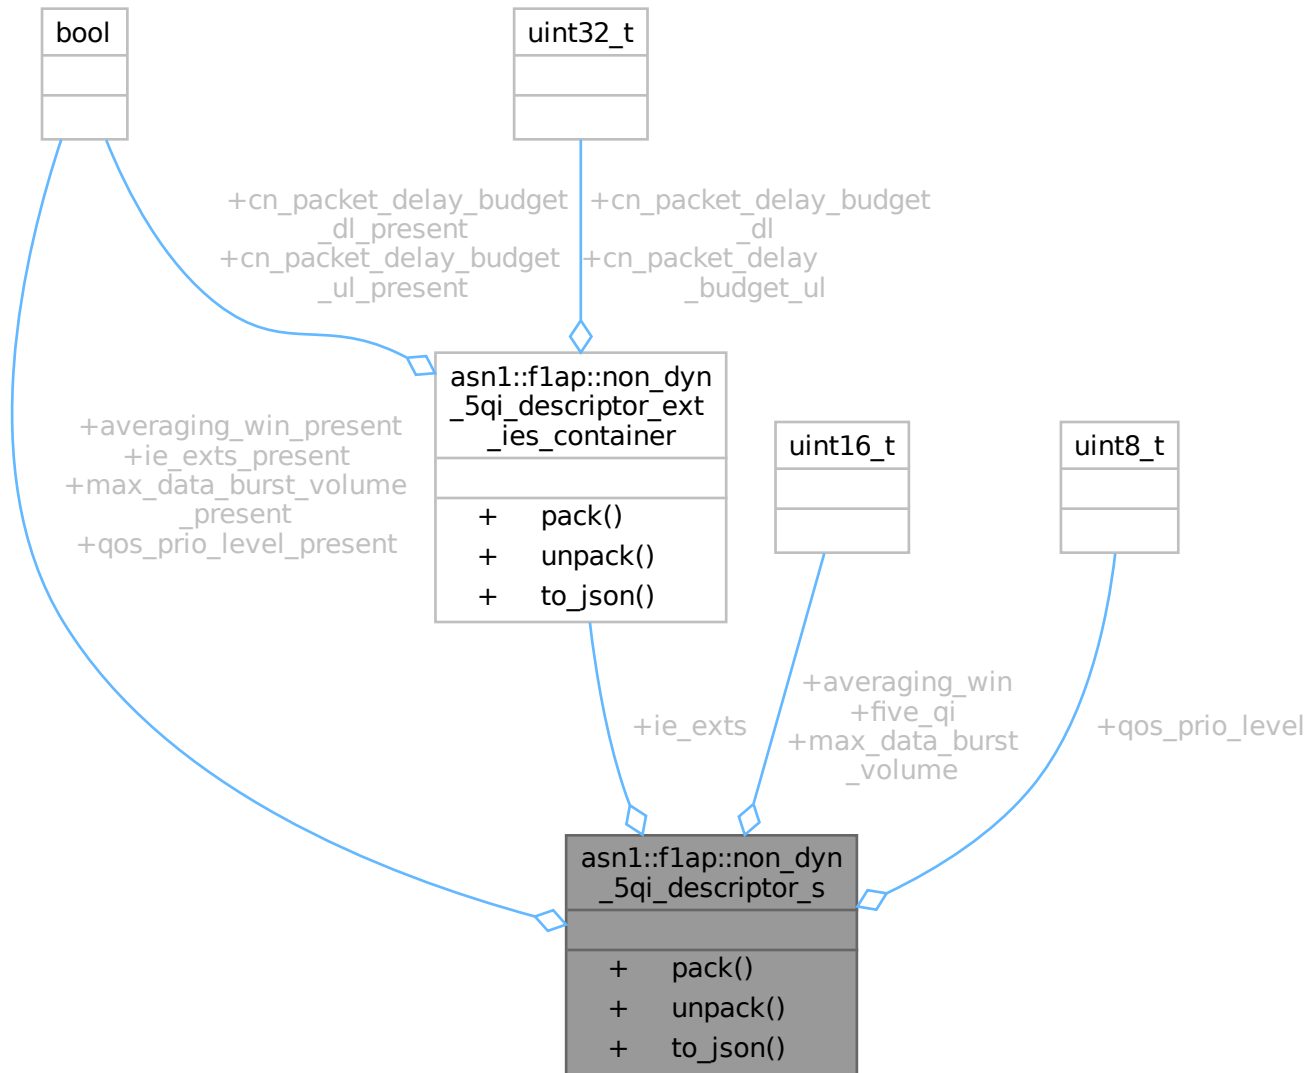 bool
uint32_t
+cn_packet_delay_budget
_dl_present
+cn_packet_delay_budget
_ul_present
+cn_packet_delay_budget
_dl
+cn_packet_delay
_budget_ul
asn1::f1ap::non_dyn
_5qi_descriptor_ext
_ies_container
+ pack()
+ unpack()
+ to_json()
uint16_t
uint8_t
+averaging_win_present
+ie_exts_present
+max_data_burst_volume
_present
+qos_prio_level_present
+ie_exts
+averaging_win
+five_qi
+max_data_burst
_volume
+qos_prio_level
asn1::f1ap::non_dyn
_5qi_descriptor_s
+ pack()
+ unpack()
+ to_json()